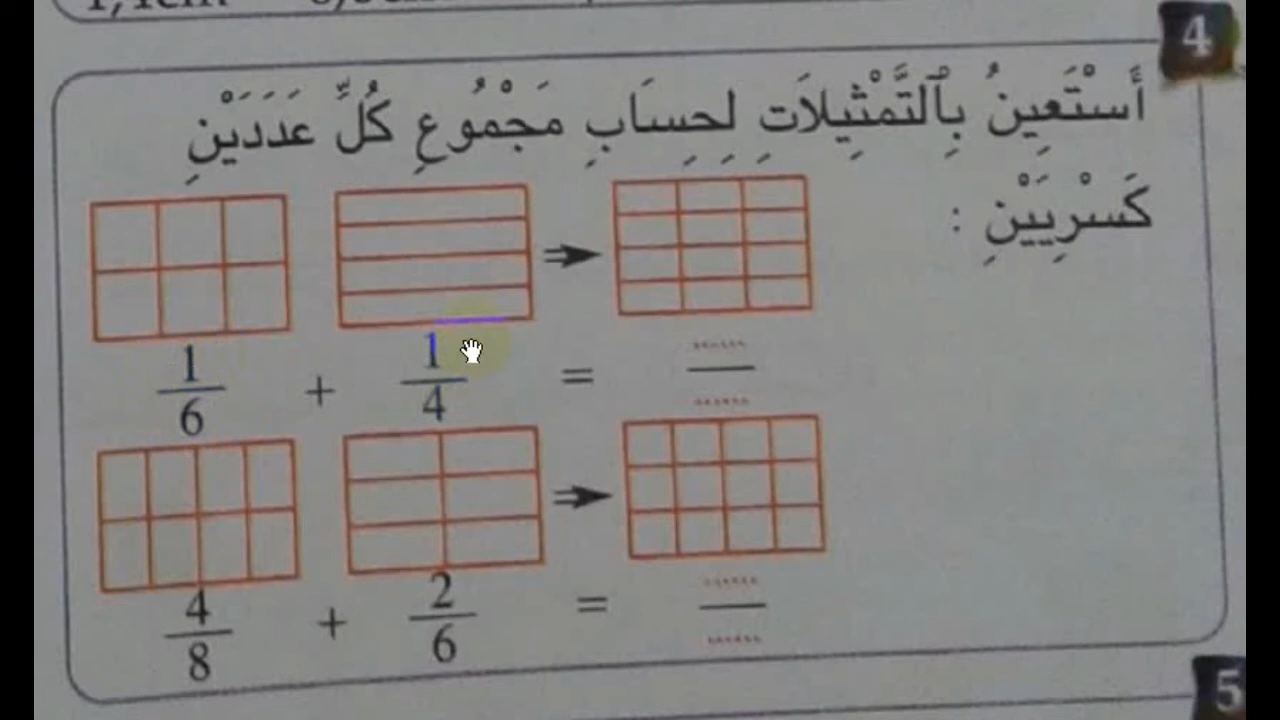 4
أَسْتَعِينُ بِٱلتَّمْثِيلَاتِ لِحِسَابِ مَجْمُوعِ كُلِّ عَدَدَيْنِ
كَسْرِيَيْنِ :
1/6 + 1/4 = ...... / ......
4/8 + 2/6 = ...... / ......
5